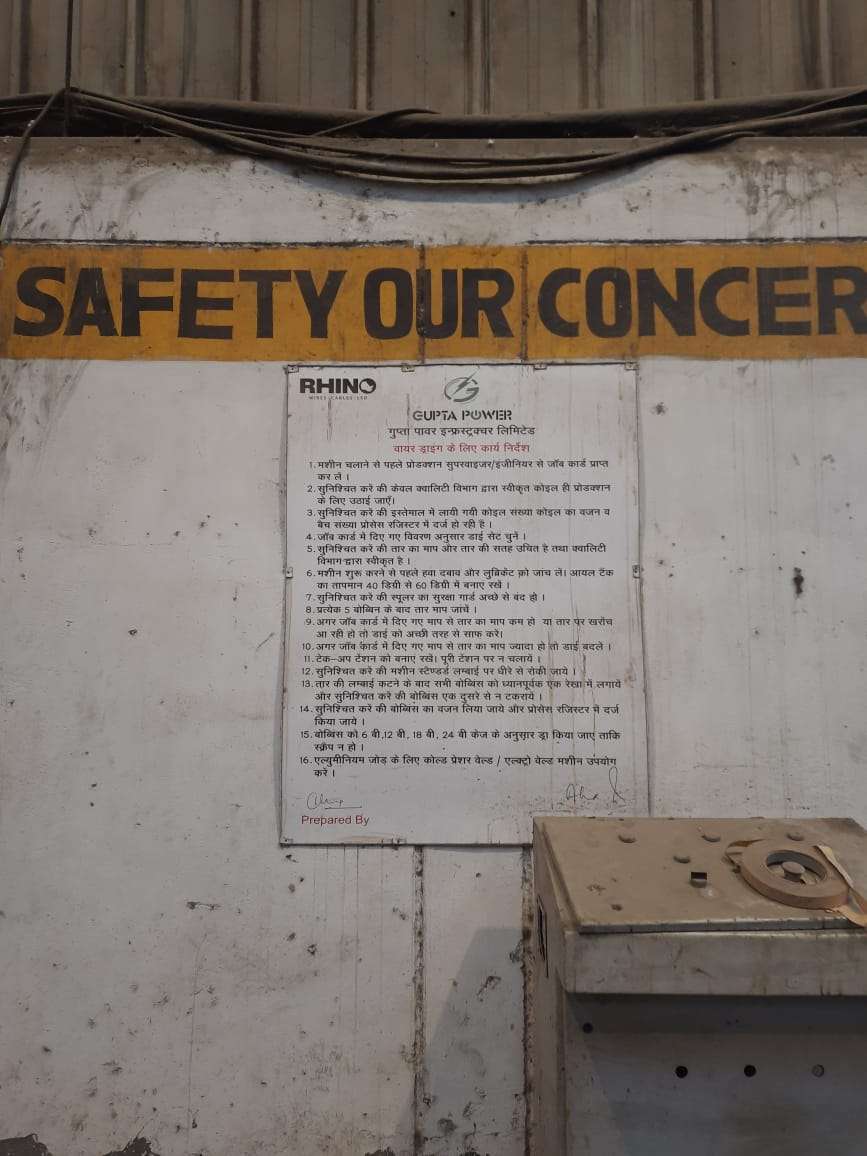 SAFETY OUR CONCER
RHINO
WIRES·CABLES·LED
GUPTA POWER
गुप्ता पावर इन्फ्रास्ट्रक्चर लिमिटेड
वायर ड्राइंग के लिए कार्य निर्देश
1. मशीन चलाने से पहले प्रोडक्शन सुपरवाइजर/इंजीनियर से जॉब कार्ड प्राप्त
कर ले ।
2. सुनिश्चित करें की केवल क्वालिटी विभाग द्वारा स्वीकृत कोइल ही प्रोडक्शन
के लिए उठाई जाएँ।
3. सुनिश्चित करें की इस्तेमाल में लायी गयी कोइल संख्या कोइल का वजन व
बेच संख्या प्रोसेस रजिस्टर में दर्ज हो रही है ।
4. जॉब कार्ड में दिए गए विवरण अनुसार डाई सेट चुनें ।
5. सुनिश्चित करें की तार का माप और तार की सतह उचित है तथा क्वालिटी
विभाग द्वारा स्वीकृत है ।
6. मशीन शुरू करने से पहले हवा दबाव और लुब्रिकेंट को जांच लें। आयल टैंक
का तापमान 40 डिग्री से 60 डिग्री में बनाए रखें ।
7. सुनिश्चित करें की स्पूलर का सुरक्षा गार्ड अच्छे से बंद हो ।
8. प्रत्येक 5 बोब्बिन के बाद तार माप जांचें ।
9. अगर जॉब कार्ड में दिए गए माप से तार का माप कम हो या तार पर खरोंच
आ रही हो तो डाई को अच्छी तरह से साफ करें।
10. अगर जॉब कार्ड में दिए गए माप से तार का माप ज्यादा हो तो डाई बदले ।
11. टेक–अप टेंशन को बनाएं रखें। पूरी टेंशन पर न चलायें ।
12. सुनिश्चित करें की मशीन स्टैण्डर्ड लम्बाई पर धीरे से रोकी जाये ।
13. तार की लम्बाई कटने के बाद सभी बोब्बिस को ध्यानपूर्वक एक रेखा में लगाये
और सुनिश्चित करें की बोब्बिस एक दूसरे से न टकराये ।
14. सुनिश्चित करें की बोब्बिस का वजन लिया जाये और प्रोसेस रजिस्टर में दर्ज
किया जाये ।
15. बोब्बिस को 6 बी,12 बी, 18 बी, 24 बी केज के अनुसार ड्रा किया जाए ताकि
स्क्रैप न हो ।
16. एल्युमीनियम जोड़ के लिए कोल्ड प्रेशर वेल्ड / एल्क्ट्रो वेल्ड मशीन उपयोग
करें ।
Prepared By